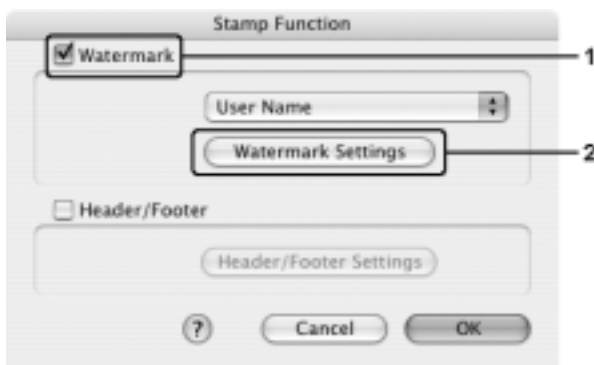 Stamp Function
Watermark
1
User Name
Watermark Settings
2
Header/Footer
Header/Footer Settings
? Cancel OK